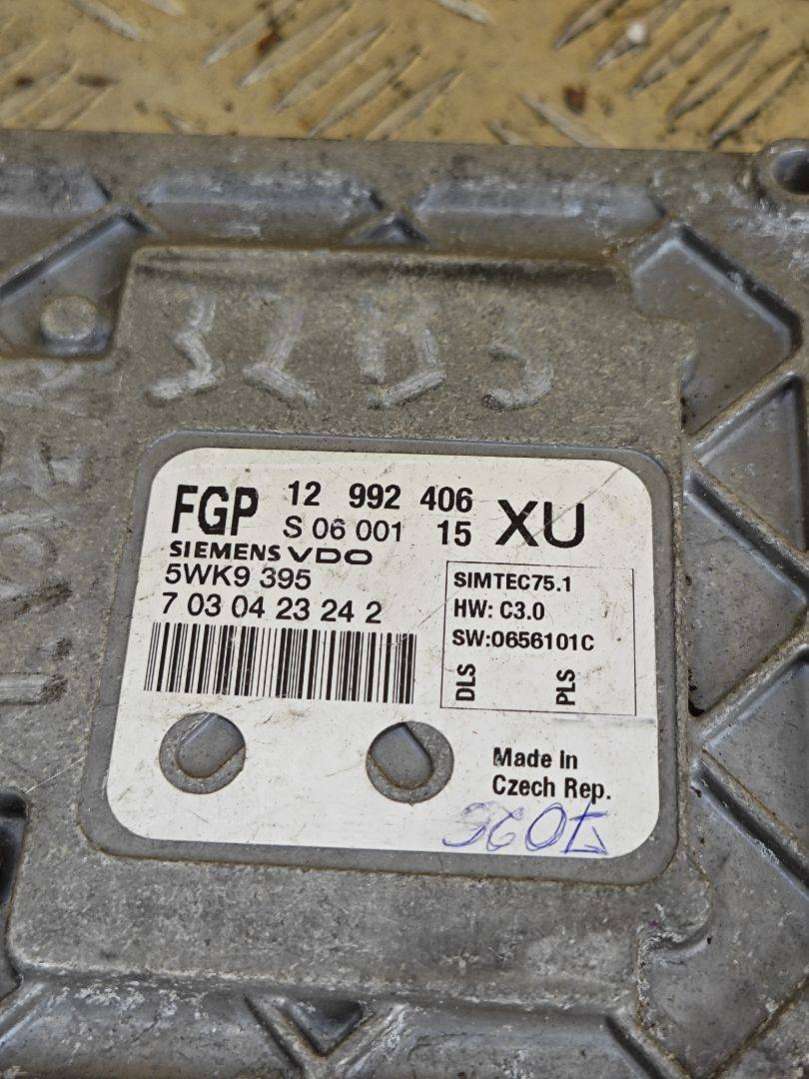 3283
FGP 12 992 406 XU
S 06 001 15
SIEMENS VDO
5WK9 395
7 03 04 23 24 2
SIMTEC75.1
HW: C3.0
SW:0656101C
DLS PLS
Made in
Czech Rep.